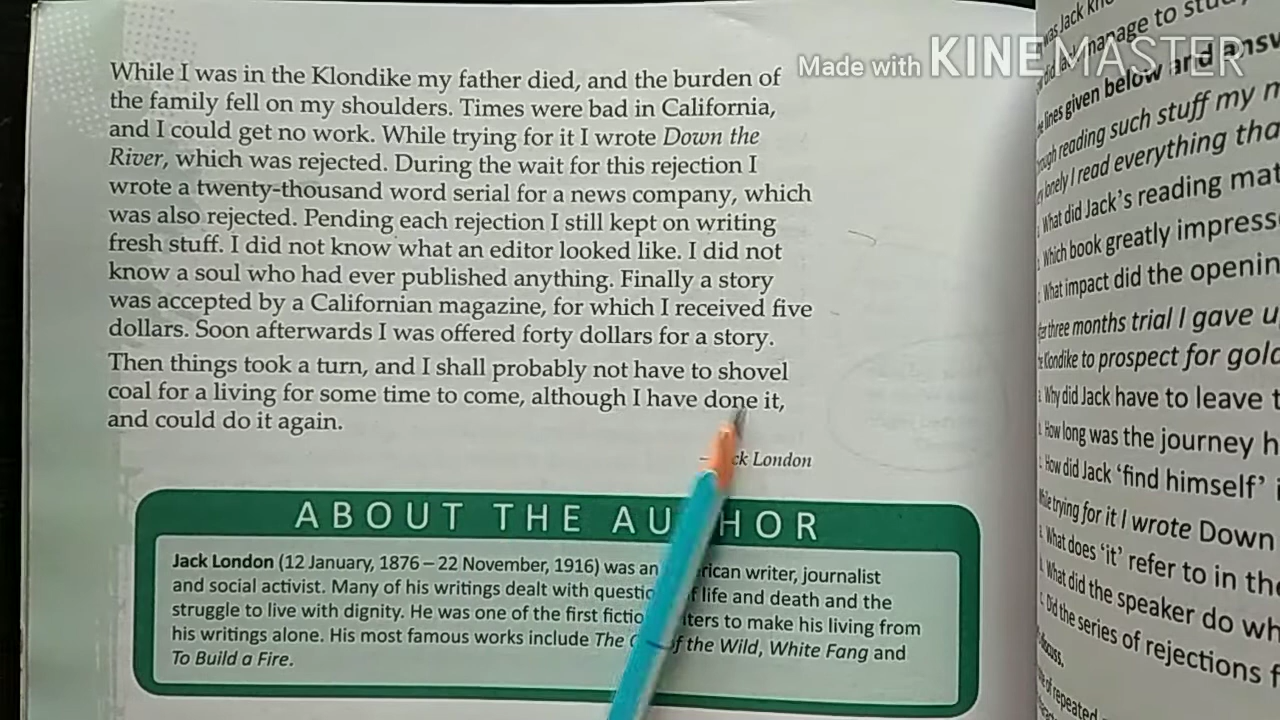 While I was in the Klondike my father died, and the burden of
the family fell on my shoulders. Times were bad in California,
and I could get no work. While trying for it I wrote Down the
River, which was rejected. During the wait for this rejection I
wrote a twenty-thousand word serial for a news company, which
was also rejected. Pending each rejection I still kept on writing
fresh stuff. I did not know what an editor looked like. I did not
know a soul who had ever published anything. Finally a story
was accepted by a Californian magazine, for which I received five
dollars. Soon afterwards I was offered forty dollars for a story.
Then things took a turn, and I shall probably not have to shovel
coal for a living for some time to come, although I have done it,
and could do it again.
London
ABOUT THE AU HOR
Jack London (12 January, 1876 – 22 November, 1916) was an rican writer, journalist
and social activist. Many of his writings dealt with questio f life and death and the
struggle to live with dignity. He was one of the first fictio iters to make his living from
his writings alone. His most famous works include The of the Wild, White Fang and
To Build a Fire.
Made with KINEMASTER
was Jack
manage to
lines given below and answ
reading such stuff my m
lonely I read everything tha
What did Jack's reading mat
Which book greatly impress
What impact did the openin
three months trial I gave u
Klondike to prospect for gold
Why did Jack have to leave t
How long was the journey h
How did Jack 'find himself' i
trying for it I wrote Down
What does 'it' refer to in the
What did the speaker do wh
Did the series of rejections f
discuss.
of repeated